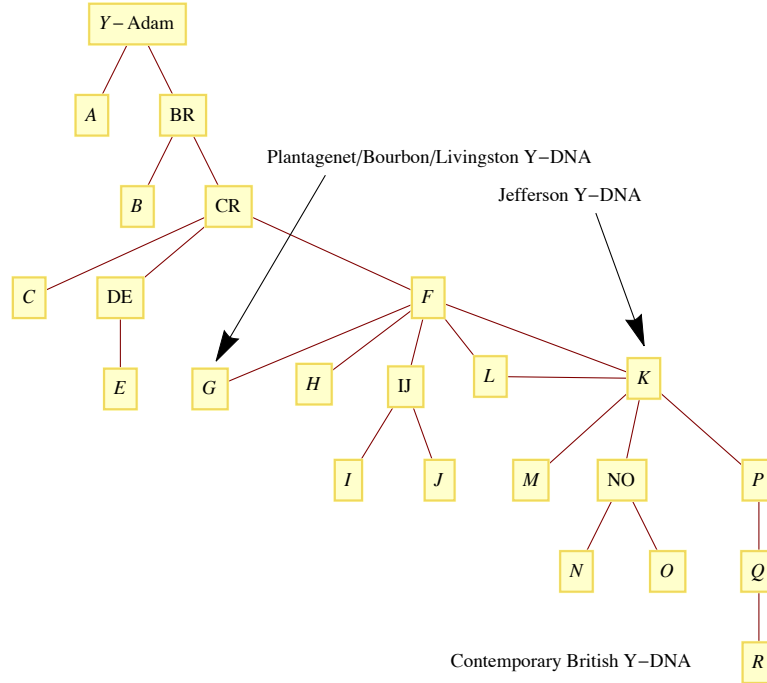 Y–Adam
A
BR
Plantagenet/Bourbon/Livingston Y–DNA
Jefferson Y–DNA
B
CR
C
DE
F
E
G
H
IJ
L
K
I
J
M
NO
P
N
O
Q
Contemporary British Y–DNA
R